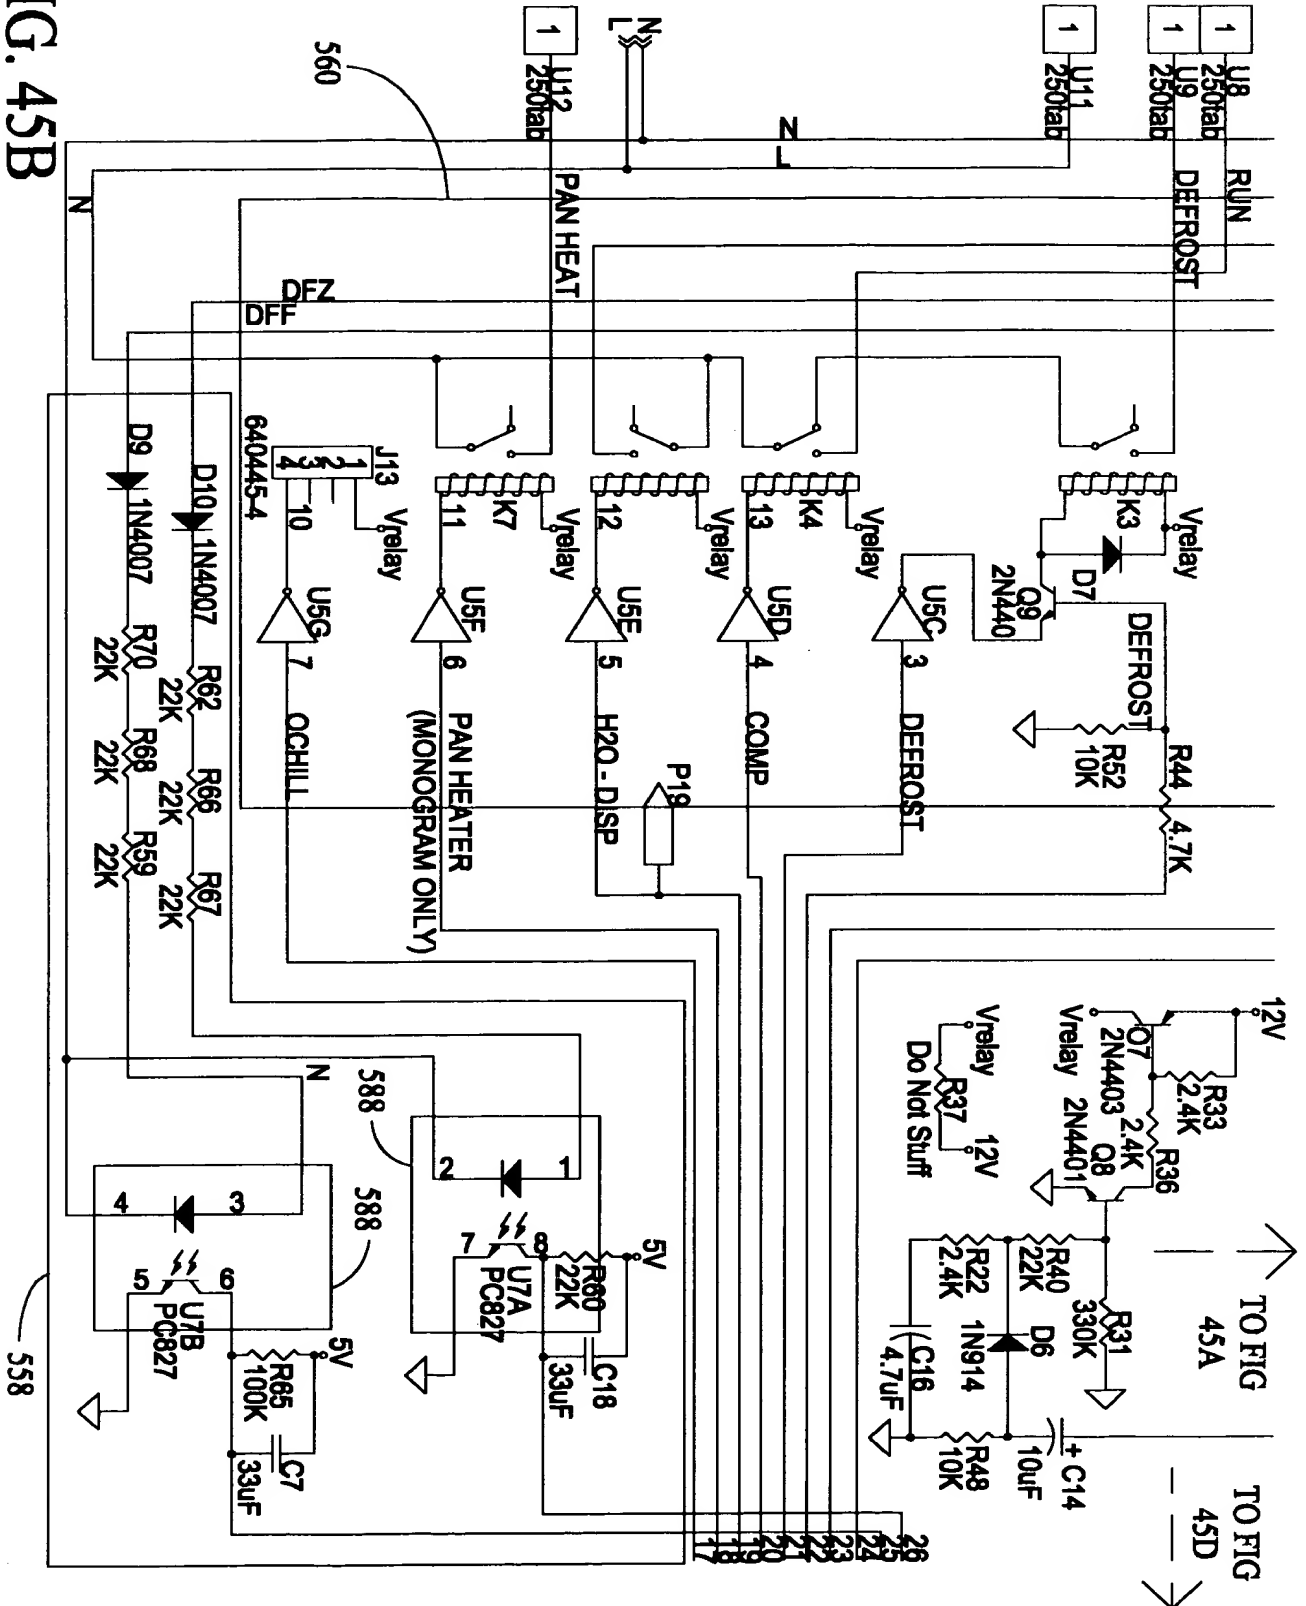 FIG. 45B
TO FIG
45A
TO FIG
45D
1
U8
250tab
RUN
1
U9
250tab
DEFROST
1
U11
250tab
N
L
N
L
1
U12
250tab
PAN HEAT
560
N
DFZ
DFF
K3
Vrelay
D7
Q9
2N440
DEFROST
R52
10K
R44
4.7K
U5C
3
DEFROST
K4
Vrelay
13
U5D
4
COMP
Vrelay
12
U5E
5
H2O - DISP
P19
K7
Vrelay
11
U5F
6
PAN HEATER
(MONOGRAM ONLY)
J13
1
2
3
4
640445-4
Vrelay
10
U5G
7
QCHILL
D10
1N4007
R62
22K
R66
22K
R67
22K
D9
1N4007
R70
22K
R68
22K
R59
22K
12V
Q7
2N4403
Vrelay
R33
2.4K
R36
2.4K
Q8
2N4401
Vrelay
R37
12V
Do Not Stuff
R31
330K
R40
22K
R22
2.4K
D6
1N914
C16
4.7uF
R48
10K
+
C14
10uF
N
588
2
1
7
8
U7A
PC827
5V
R60
22K
C18
33uF
588
4
3
5
6
U7B
PC827
5V
R65
100K
C7
33uF
558
26
25
24
23
22
21
20
19
18
17